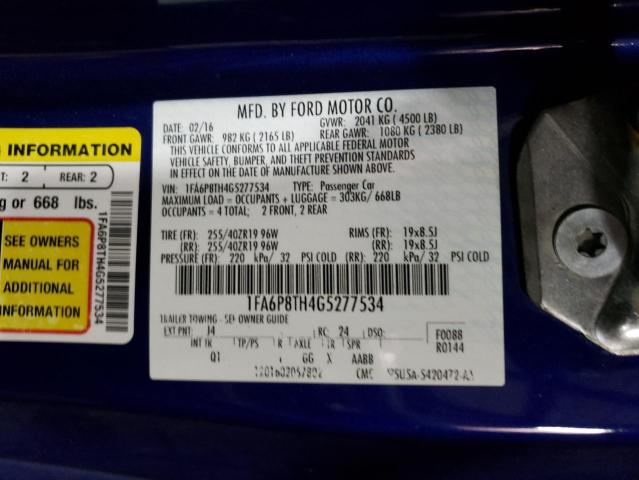 MFD. BY FORD MOTOR CO.
DATE: 02/16 GVWR: 2041 KG ( 4500 LB)
FRONT GAWR: 982 KG ( 2165 LB) REAR GAWR: 1080 KG ( 2380 LB)
THIS VEHICLE CONFORMS TO ALL APPLICABLE FEDERAL MOTOR
VEHICLE SAFETY, BUMPER, AND THEFT PREVENTION STANDARDS
IN EFFECT ON THE DATE OF MANUFACTURE SHOWN ABOVE.
VIN: 1FA6P8TH4G5277534 TYPE: Passenger Car
MAXIMUM LOAD = OCCUPANTS + LUGGAGE = 303KG/668LB
OCCUPANTS = 4 TOTAL; 2 FRONT, 2 REAR
TIRE (FR): 255/40ZR19 96W RIMS (FR): 19x8.5J
(RR): 255/40ZR19 96W (RR): 19x8.5J
PRESSURE (FR): 220 kPa/ 32 PSI COLD (RR): 220 kPa/ 32 PSI COLD
1FA6P8TH4G5277534
TRAILER TOWING - SEE OWNER GUIDE
EXT PNT: J4 RC: 24 DSO: F0088
INT TR TP/PS R AXLE TR SPR R0144
Q1 GG X AABB
INFORMATION
2 REAR: 2
or 668 lbs.
1FA6P8TH4G5277534
SEE OWNERS
MANUAL FOR
ADDITIONAL
INFORMATION